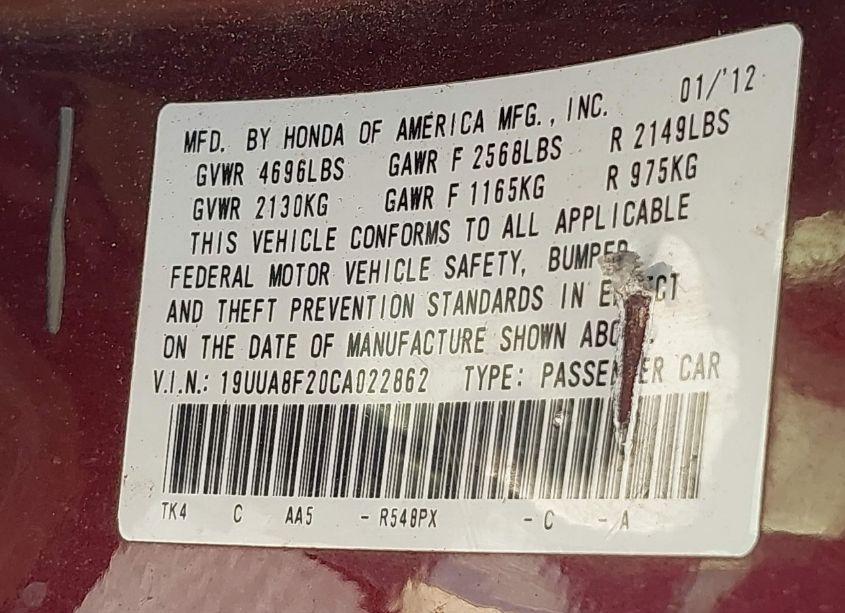 01/'12
MFD. BY HONDA OF AMERICA MFG., INC.
GVWR 4696LBS GAWR F 2568LBS R 2149LBS
GVWR 2130KG GAWR F 1165KG R 975KG
THIS VEHICLE CONFORMS TO ALL APPLICABLE
FEDERAL MOTOR VEHICLE SAFETY, BUMPER
AND THEFT PREVENTION STANDARDS IN
ON THE DATE OF MANUFACTURE SHOWN
V.I.N.: 19UUA8F20CA022862 TYPE: PASSENGER CAR
TK4 C AA5 - R548PX - C - A